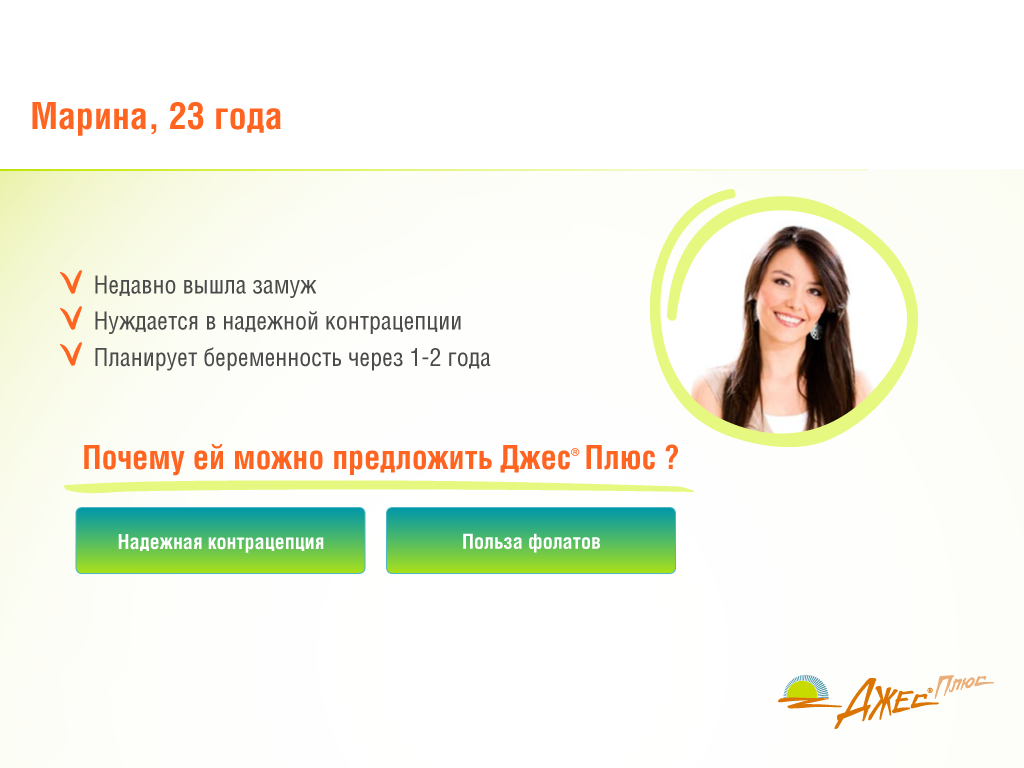 Марина, 23 года
Недавно вышла замуж
Нуждается в надежной контрацепции
Планирует беременность через 1-2 года
Почему ей можно предложить Джес® Плюс ?
Надежная контрацепция
Польза фолатов
Джес® Плюс